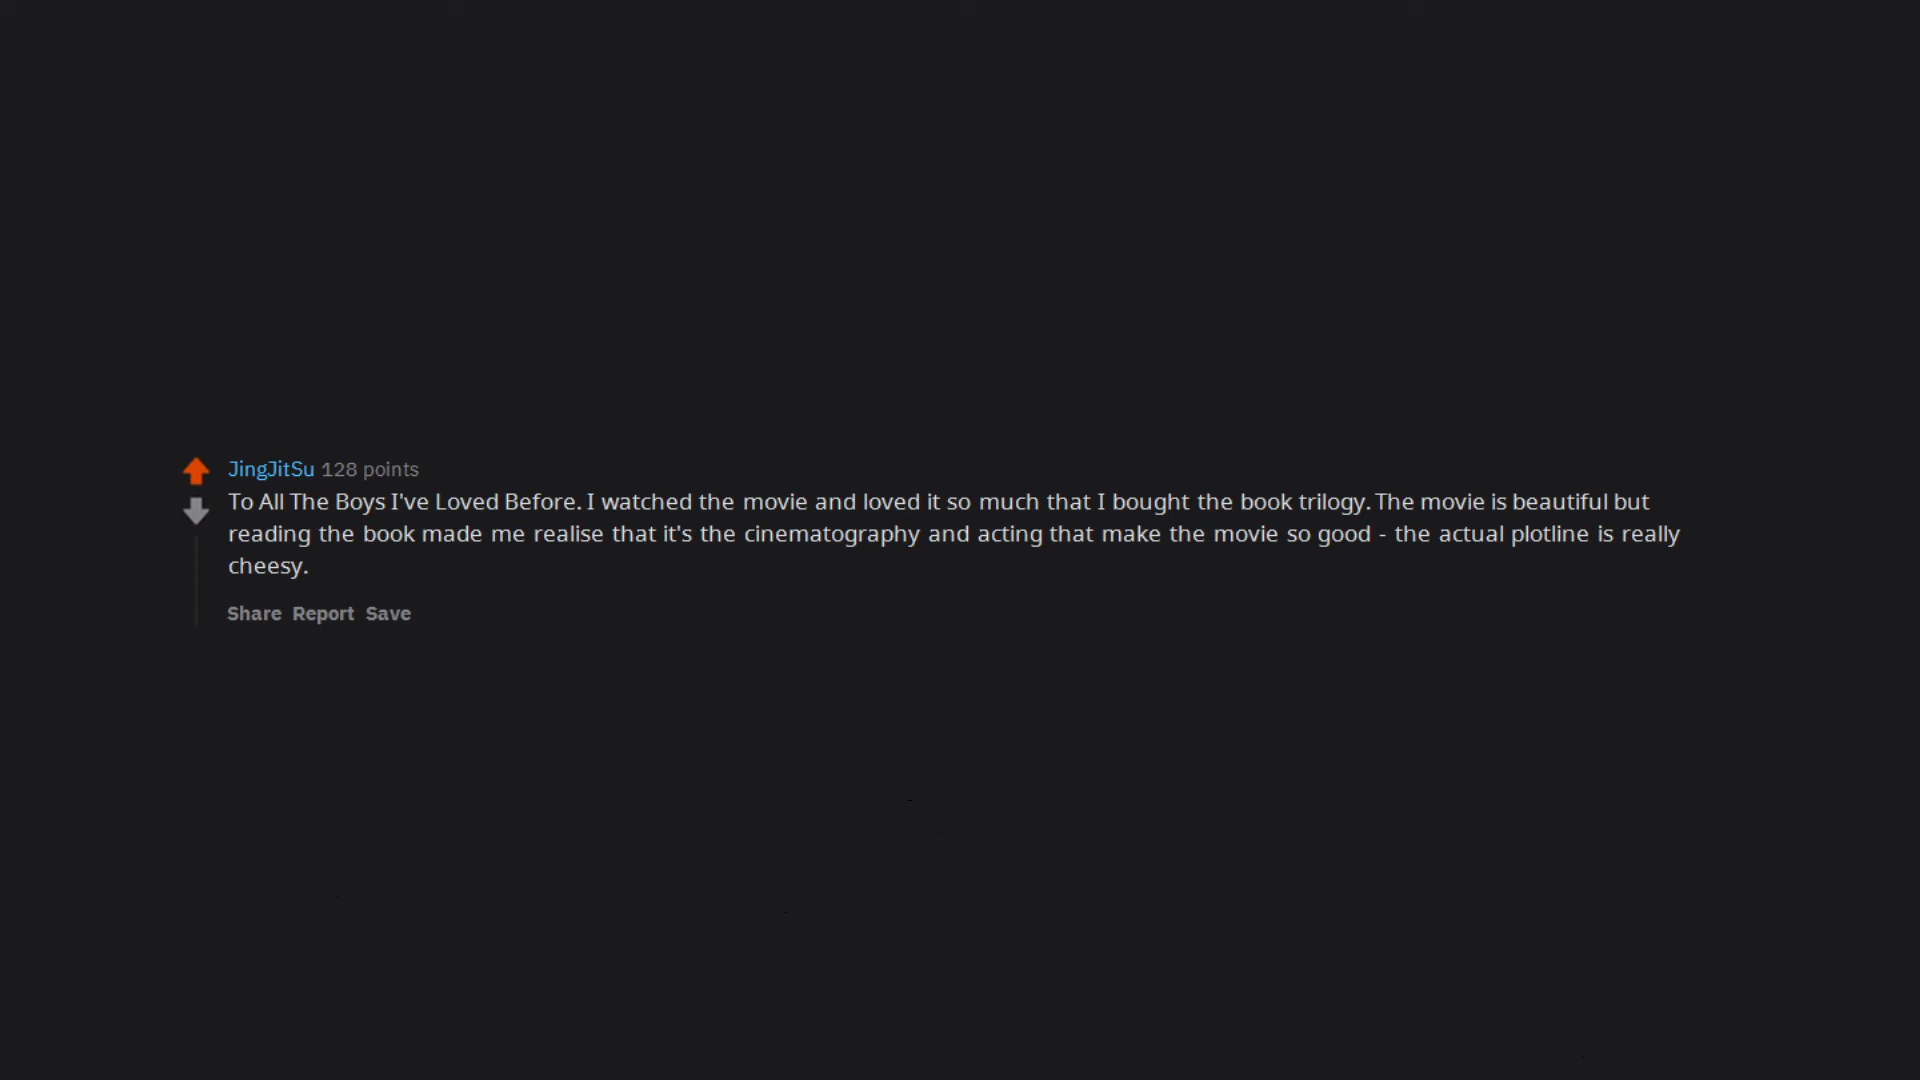 JingJitSu 128 points
To All The Boys I've Loved Before. I watched the movie and loved it so much that I bought the book trilogy. The movie is beautiful but
reading the book made me realise that it's the cinematography and acting that make the movie so good - the actual plotline is really
cheesy.
Share Report Save